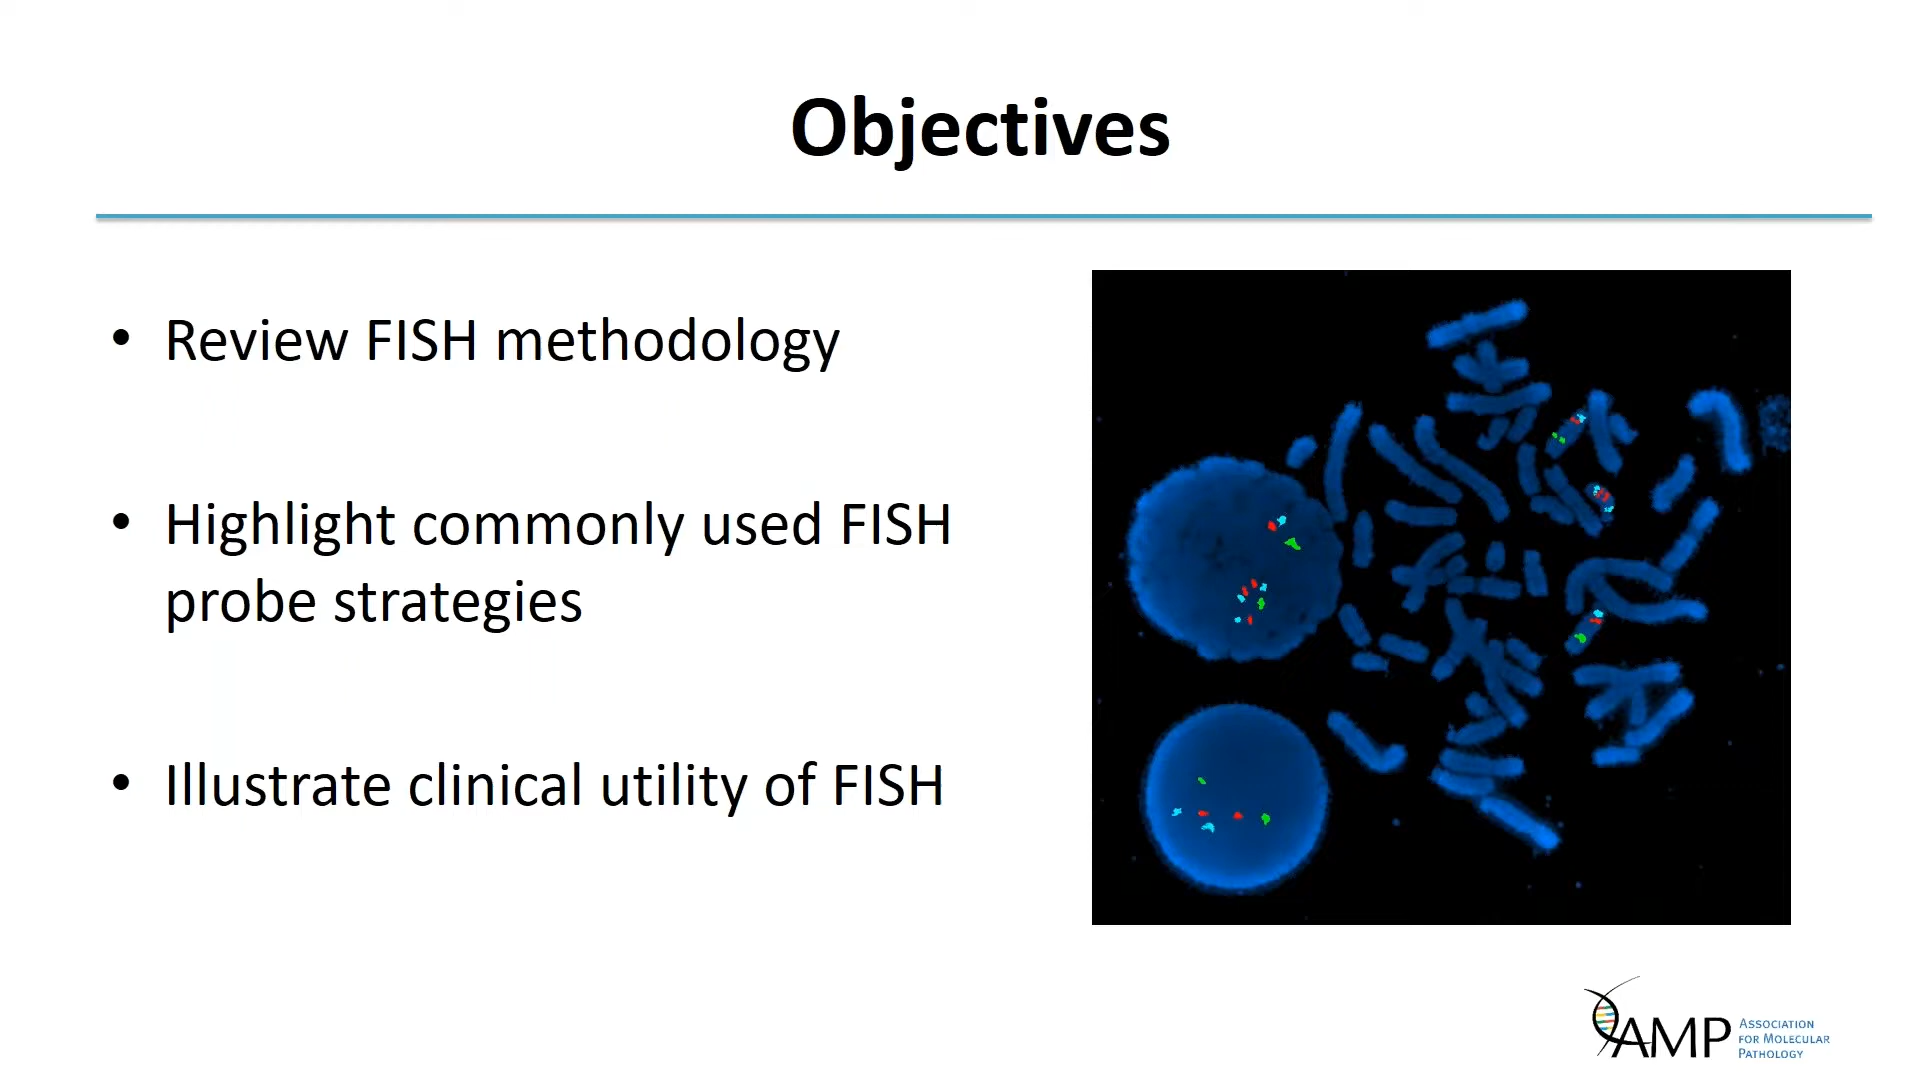 Objectives
• Review FISH methodology
• Highlight commonly used FISH
probe strategies
• Illustrate clinical utility of FISH
AMP
Association
for Molecular
Pathology